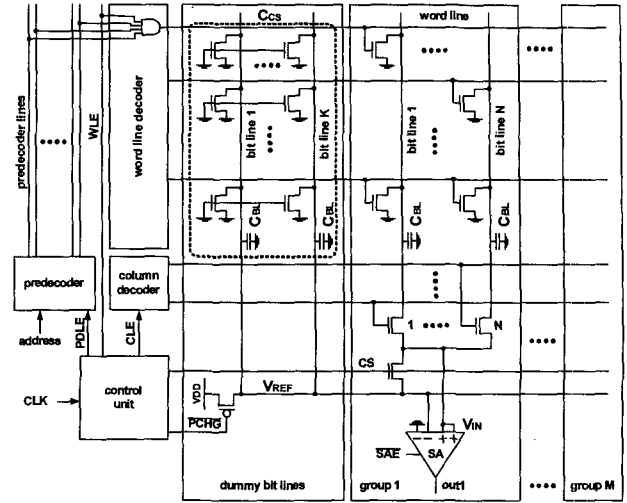 CCS
word line
predecoder lines
WLE
word line decoder
bit line 1
bit line K
bit line 1
bit line N
CBL
CBL
CBL
CBL
predecoder
column decoder
1
N
address
PDLE
CLE
CS
CLK
control unit
VDD
VREF
PCHG
VIN
- -
+ +
SAE
SA
out1
dummy bit lines
group 1
group M